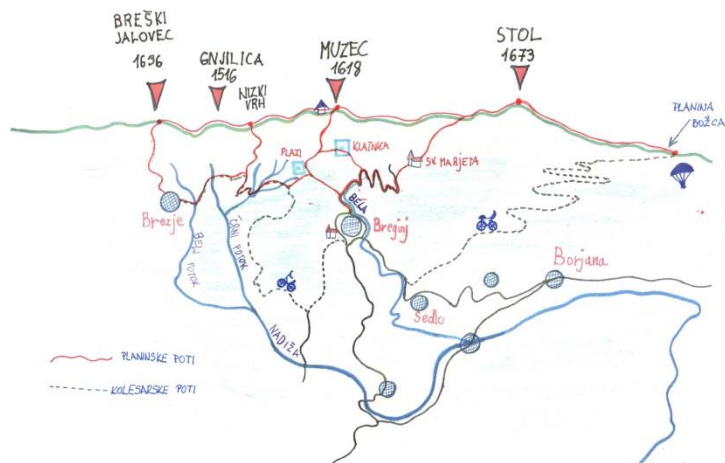 BREŠKI
JALOVEC
1696
GNJILICA
1516
NIZKI
VRH
MUZEC
1618
STOL
1673
PLANINA
BOŽCA
PLAZI
KLATNICA
SV. MARJETA
Brezje
BELI POTOK
ČRNI POTOK
BELA
Breginj
Borjana
Sedlo
NADIŽA
PLANINSKE POTI
KOLESARSKE POTI